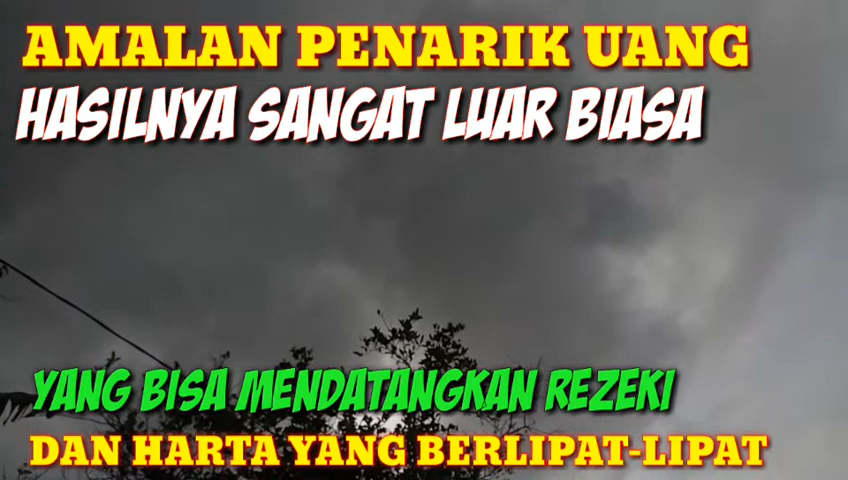 AMALAN PENARIK UANG
HASILNYA SANGAT LUAR BIASA
YANG BISA MENDATANGKAN REZEKI
DAN HARTA YANG BERLIPAT-LIPAT